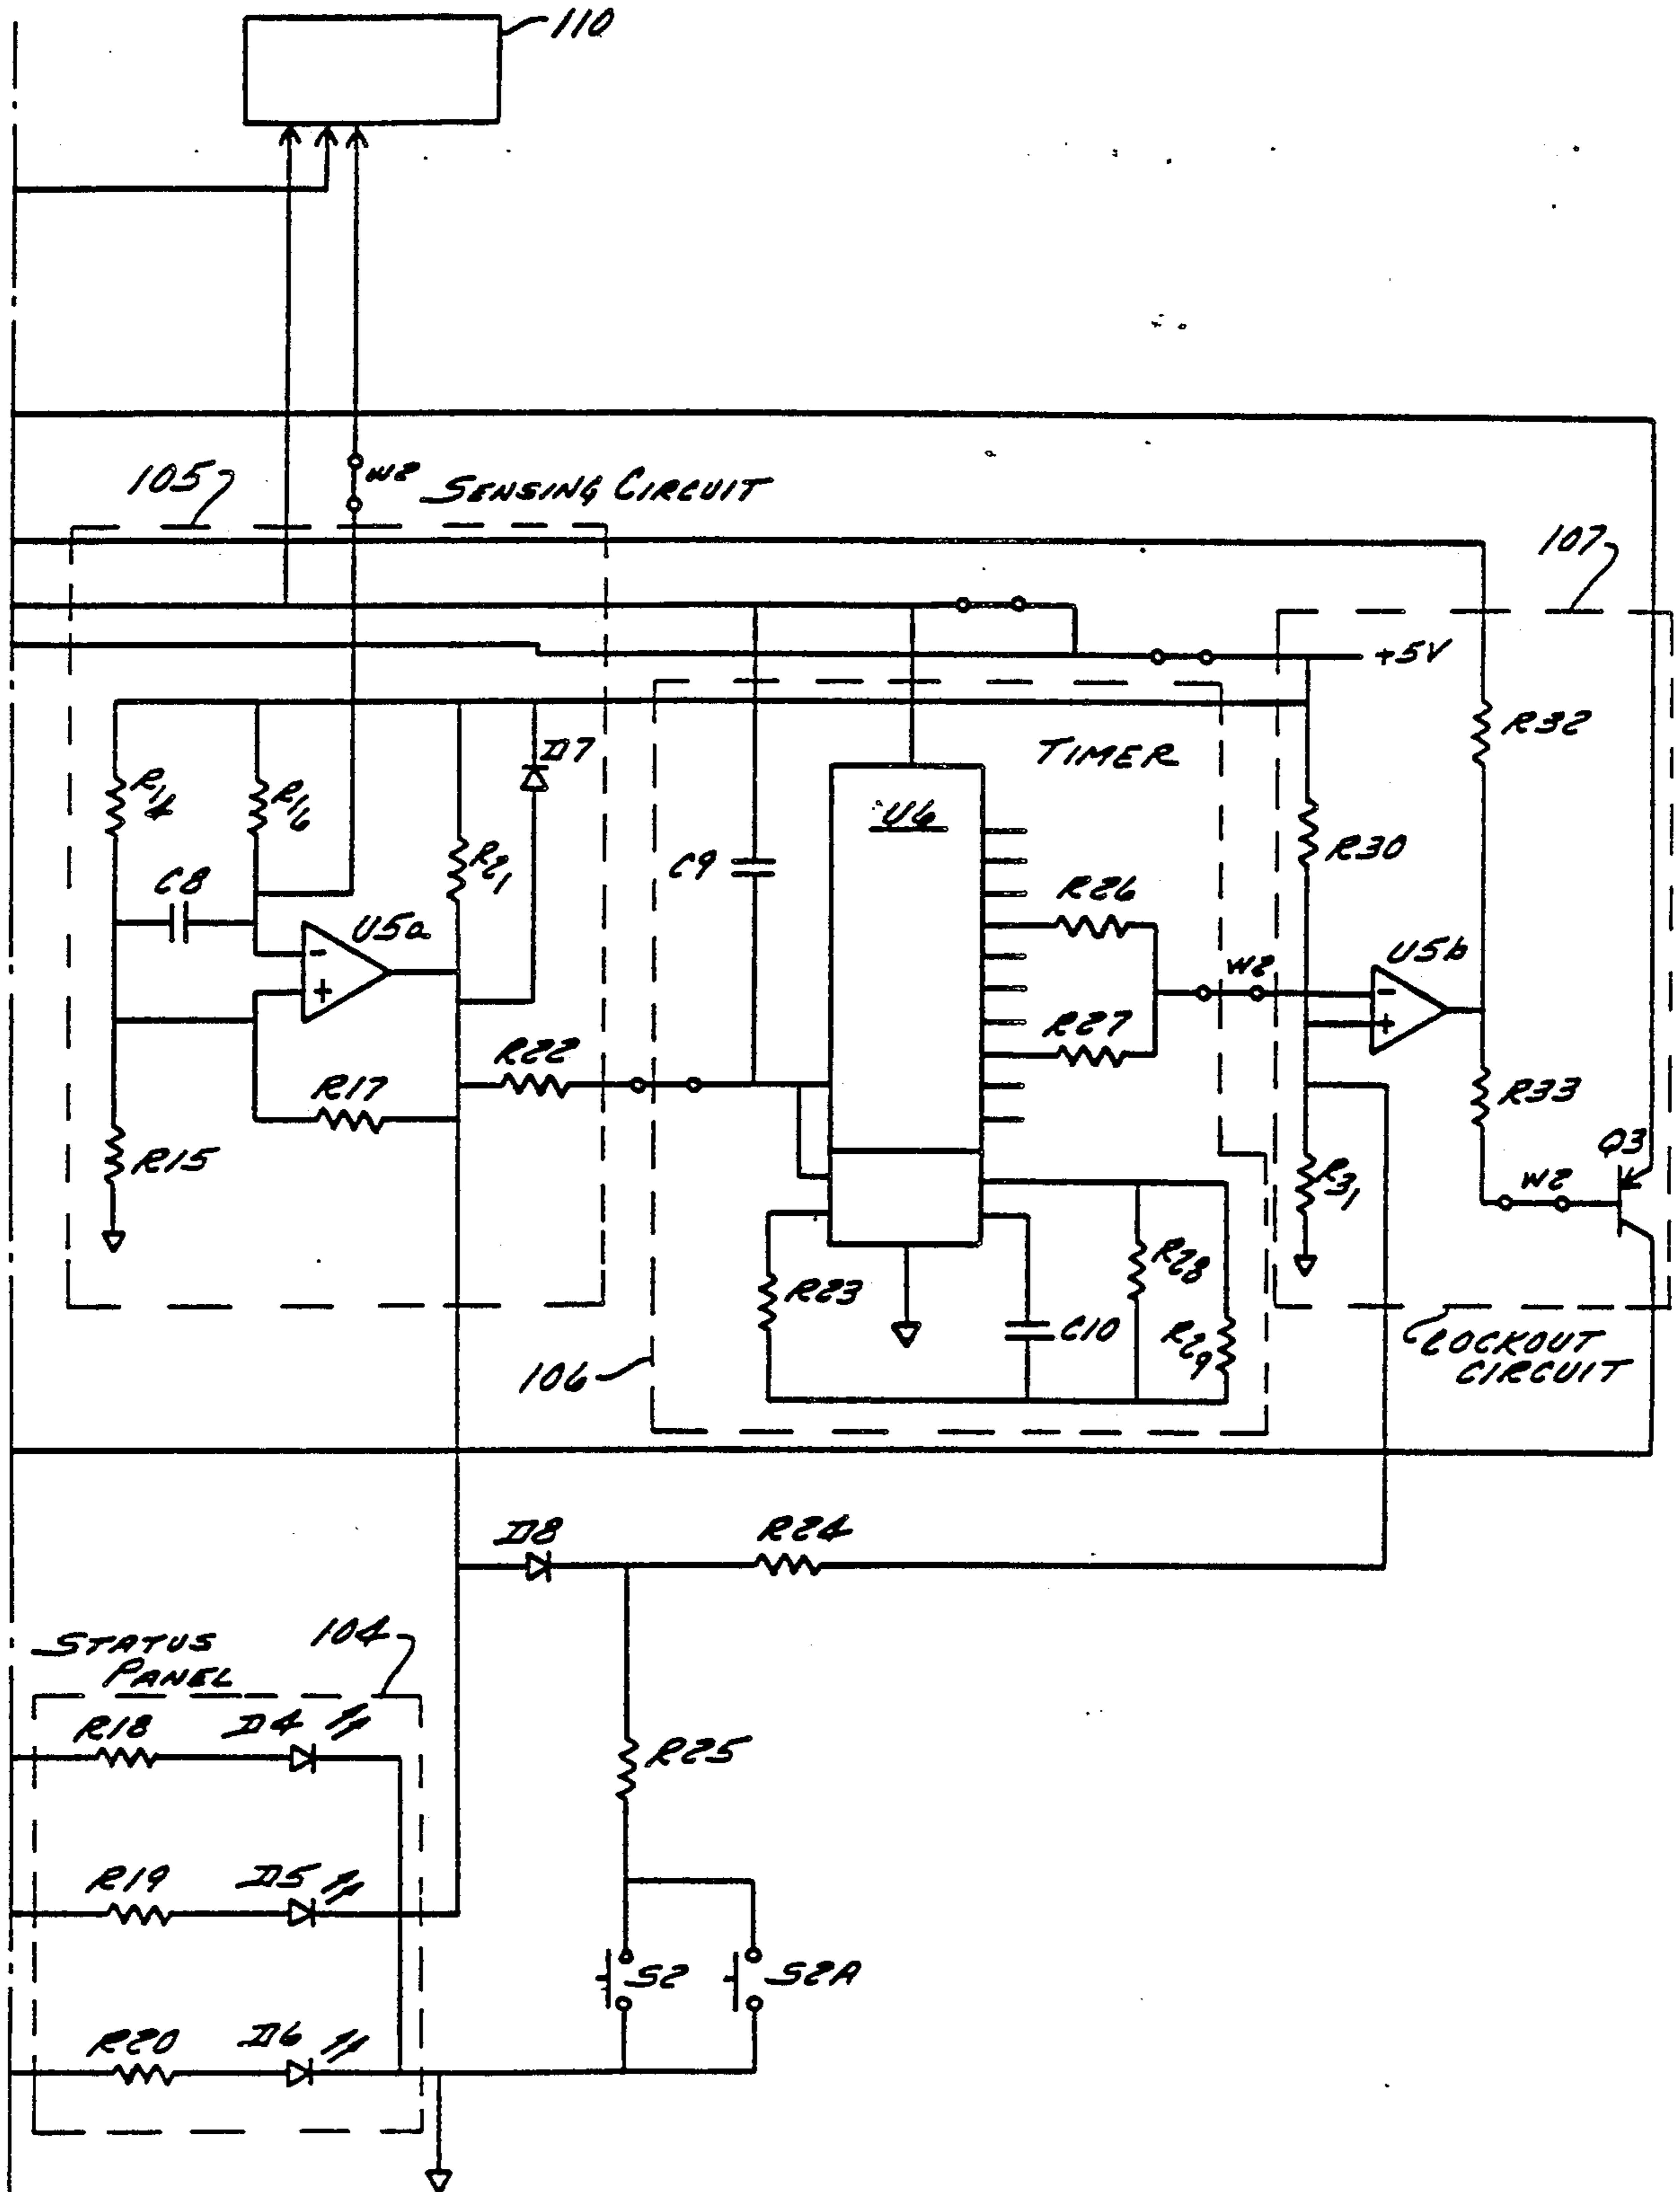 110
105
W2
SENSING CIRCUIT
107
+5V
R32
D7
TIMER
R14
R16
U6
C9
R30
C8
R21
R26
U5a
-
+
W2
U5b
-
+
R22
R27
R17
R33
R15
Q3
R31
W2
R23
R28
C10
R29
106
LOCKOUT
CIRCUIT
D8
R24
STATUS
PANEL
104
R18
D4
R25
R19
D5
S2
S2A
R20
D6